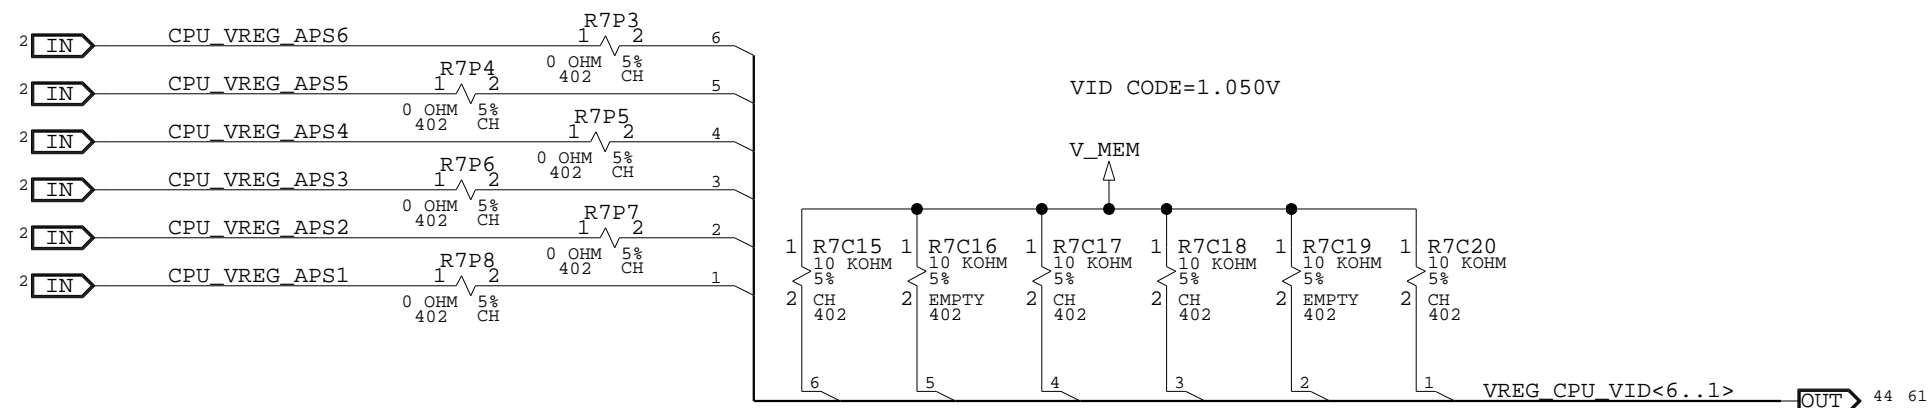 2 IN CPU_VREG_APS6 R7P3 1 2 0 OHM 5% 402 CH 6
2 IN CPU_VREG_APS5 R7P4 1 2 0 OHM 5% 402 CH 5
2 IN CPU_VREG_APS4 R7P5 1 2 0 OHM 5% 402 CH 4
2 IN CPU_VREG_APS3 R7P6 1 2 0 OHM 5% 402 CH 3
2 IN CPU_VREG_APS2 R7P7 1 2 0 OHM 5% 402 CH 2
2 IN CPU_VREG_APS1 R7P8 1 2 0 OHM 5% 402 CH 1
VID CODE=1.050V
V_MEM
1 R7C15 1 R7C16 1 R7C17 1 R7C18 1 R7C19 1 R7C20
10 KOHM 10 KOHM 10 KOHM 10 KOHM 10 KOHM 10 KOHM
5% 5% 5% 5% 5% 5%
2 CH 2 EMPTY 2 CH 2 CH 2 EMPTY 2 CH
402 402 402 402 402 402
6 5 4 3 2 1 VREG_CPU_VID<6..1>
OUT 44 61